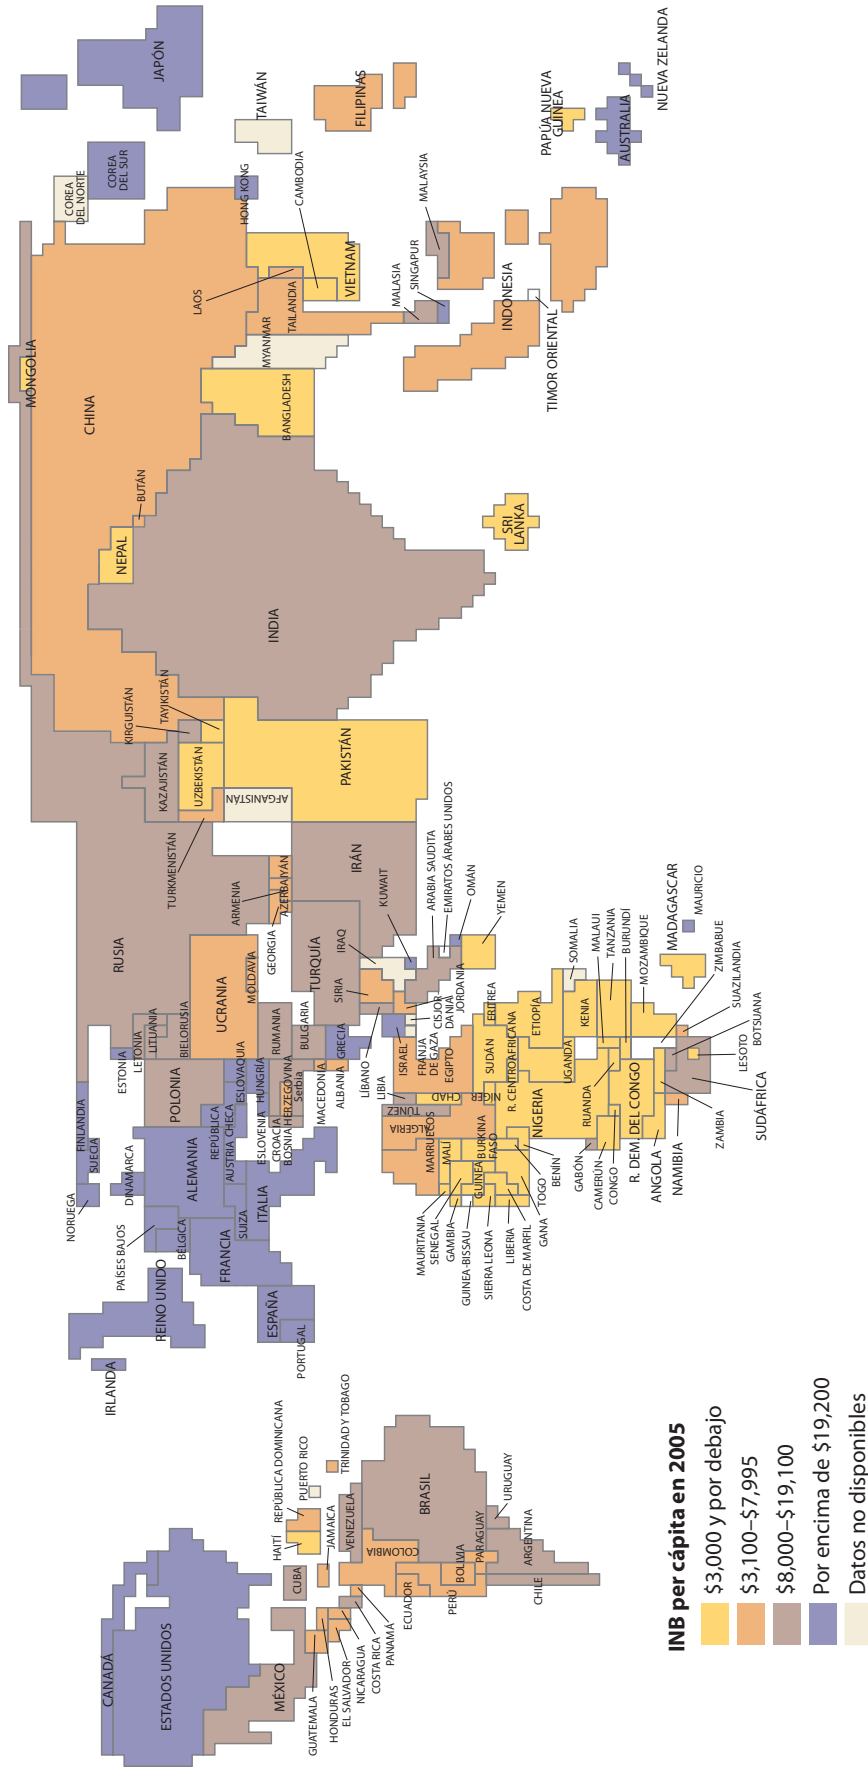 CANADÁ
ESTADOS UNIDOS
MÉXICO
GUATEMALA
HONDURAS
EL SALVADOR
NICARAGUA
COSTA RICA
PANAMÁ
CUBA
HAITÍ
REPÚBLICA DOMINICANA
PUERTO RICO
JAMAICA
TRINIDAD Y TOBAGO
VENEZUELA
COLOMBIA
ECUADOR
PERÚ
BOLIVIA
BRASIL
PARAGUAY
URUGUAY
ARGENTINA
CHILE
IRLANDA
REINO UNIDO
NORUEGA
SUECIA
FINLANDIA
DINAMARCA
PAÍSES BAJOS
BÉLGICA
ALEMANIA
FRANCIA
SUIZA
AUSTRIA
REPÚBLICA
CHECA
ESLOVAQUIA
HUNGRÍA
ESLOVENIA
CROACIA
BOSNIA HERZEGOVINA
Serbia
ITALIA
ESPAÑA
PORTUGAL
POLONIA
ESTONIA
LETONIA
LITUANIA
BIELORUSIA
UCRANIA
MOLDAVIA
RUMANIA
BULGARIA
MACEDONIA
ALBANIA
GRECIA
RUSIA
GEORGIA
ARMENIA
AZERBAIYÁN
TURQUÍA
TURKMENISTÁN
KAZAJISTÁN
UZBEKISTÁN
KIRGUISTÁN
TAYIKISTÁN
AFGANISTÁN
PAKISTÁN
IRÁN
IRAQ
SIRIA
LÍBANO
ISRAEL
FRANJA
DE GAZA
CISJOR
DANIA
JORDANIA
KUWAIT
ARABIA SAUDITA
EMIRATOS ÁRABES UNIDOS
OMÁN
YEMEN
LIBIA
TÚNEZ
ARGELIA
MARRUECOS
EGIPTO
MAURITANIA
SENEGAL
GAMBIA
GUINEA-BISSAU
GUINEA
SIERRA LEONA
LIBERIA
COSTA DE MARFIL
GANA
TOGO
BENÍN
MALÍ
BURKINA
FASO
NÍGER
CHAD
SUDÁN
ERITREA
ETIOPÍA
R. CENTROAFRICANA
NIGERIA
UGANDA
KENIA
SOMALIA
MALAUI
TANZANIA
BURUNDÍ
MOZAMBIQUE
RUANDA
GABÓN
CAMERÚN
CONGO
R. DEM. DEL CONGO
ANGOLA
NAMIBIA
ZAMBIA
SUDÁFRICA
LESOTO
BOTSUANA
SUAZILANDIA
ZIMBABUE
MADAGASCAR
MAURICIO
MONGOLIA
CHINA
NEPAL
BUTÁN
INDIA
BANGLADESH
SRI
LANKA
MYANMAR
LAOS
TAILANDIA
CAMBODIA
VIETNAM
HONG KONG
MALASIA
SINGAPUR
MALAYSIA
INDONESIA
TIMOR ORIENTAL
COREA
DEL NORTE
COREA
DEL SUR
JAPÓN
TAIWÁN
FILIPINAS
PAPÚA NUEVA
GUINEA
AUSTRALIA
NUEVA ZELANDA
INB per cápita en 2005
$3,000 y por debajo
$3,100–$7,995
$8,000–$19,100
Por encima de $19,200
Datos no disponibles